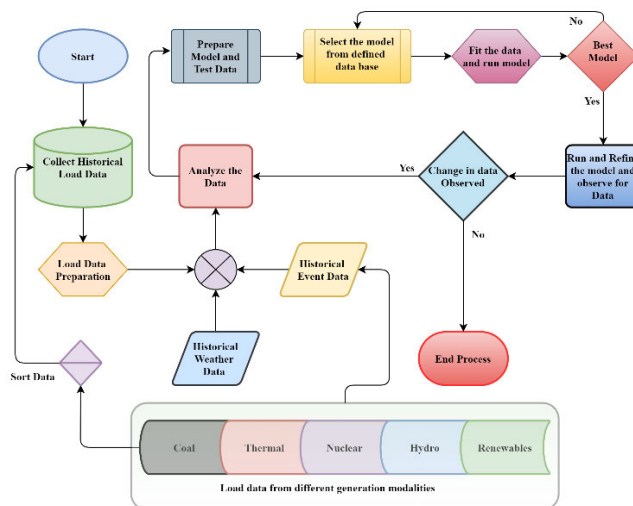 Start
Prepare
Model and
Test Data
Select the model
from defined
data base
Fit the data
and run model
No
Best
Model
Yes
Collect Historical
Load Data
Analyze the
Data
Yes
Change in data
Observed
Run and Refine
the model and
observe for
Data
No
Load Data
Preparation
Historical
Event Data
Historical
Weather
Data
End Process
Sort Data
Coal
Thermal
Nuclear
Hydro
Renewables
Load data from different generation modalities